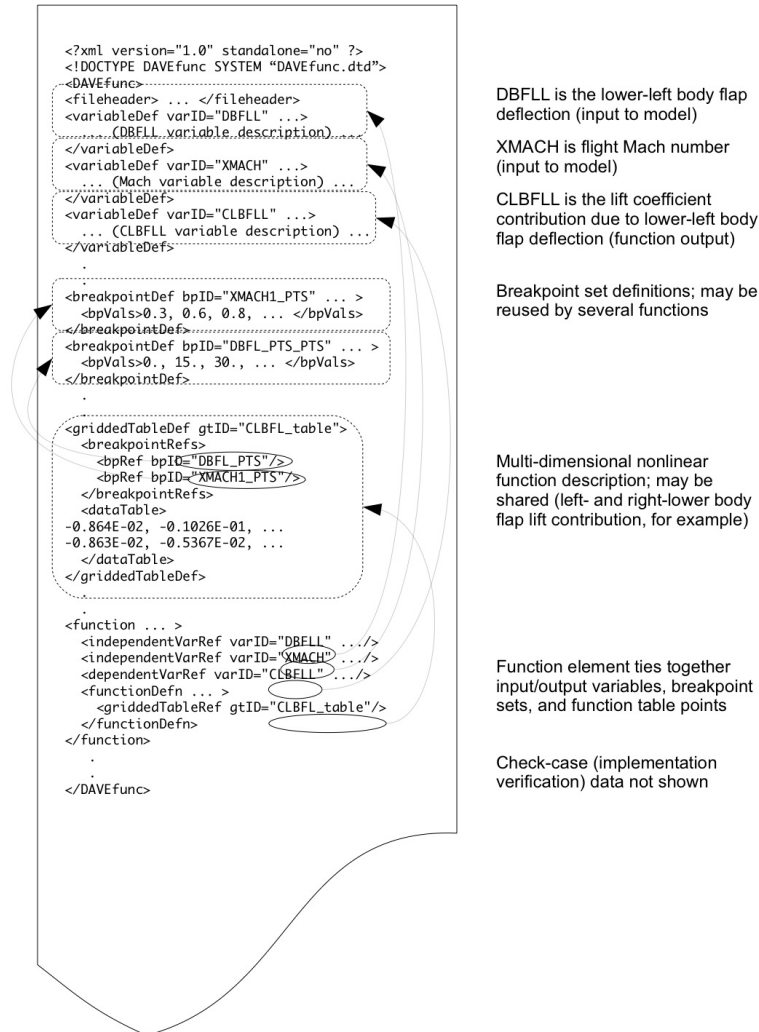 <?xml version="1.0" standalone="no" ?>
<!DOCTYPE DAVEfunc SYSTEM “DAVEfunc.dtd”>
<DAVEfunc>
<fileheader> ... </fileheader>
<variableDef varID="DBFLL" ...>
... (DBFLL variable description) ...
</variableDef>
<variableDef varID="XMACH" ...>
... (Mach variable description) ...
</variableDef>
<variableDef varID="CLBFLL" ...>
... (CLBFLL variable description) ...
</variableDef>
.
.
<breakpointDef bpID="XMACH1_PTS" ... >
<bpVals>0.3, 0.6, 0.8, ... </bpVals>
</breakpointDef>
<breakpointDef bpID="DBFL_PTS_PTS" ... >
<bpVals>0., 15., 30., ... </bpVals>
</breakpointDef>
.
.
<griddedTableDef gtID="CLBFL_table">
<breakpointRefs>
<bpRef bpID="DBFL_PTS"/>
<bpRef bpID="XMACH1_PTS"/>
</breakpointRefs>
<dataTable>
-0.864E-02, -0.1026E-01, ...
-0.863E-02, -0.5367E-02, ...
</dataTable>
</griddedTableDef>
.
.
<function ... >
<independentVarRef varID="DBFLL" .../>
<independentVarRef varID="XMACH" .../>
<dependentVarRef varID="CLBFLL" .../>
<functionDefn ... >
<griddedTableRef gtID="CLBFL_table"/>
</functionDefn>
</function>
.
.
</DAVEfunc>
DBFLL is the lower-left body flap
deflection (input to model)
XMACH is flight Mach number
(input to model)
CLBFLL is the lift coefficient
contribution due to lower-left body
flap deflection (function output)
Breakpoint set definitions; may be
reused by several functions
Multi-dimensional nonlinear
function description; may be
shared (left- and right-lower body
flap lift contribution, for example)
Function element ties together
input/output variables, breakpoint
sets, and function table points
Check-case (implementation
verification) data not shown